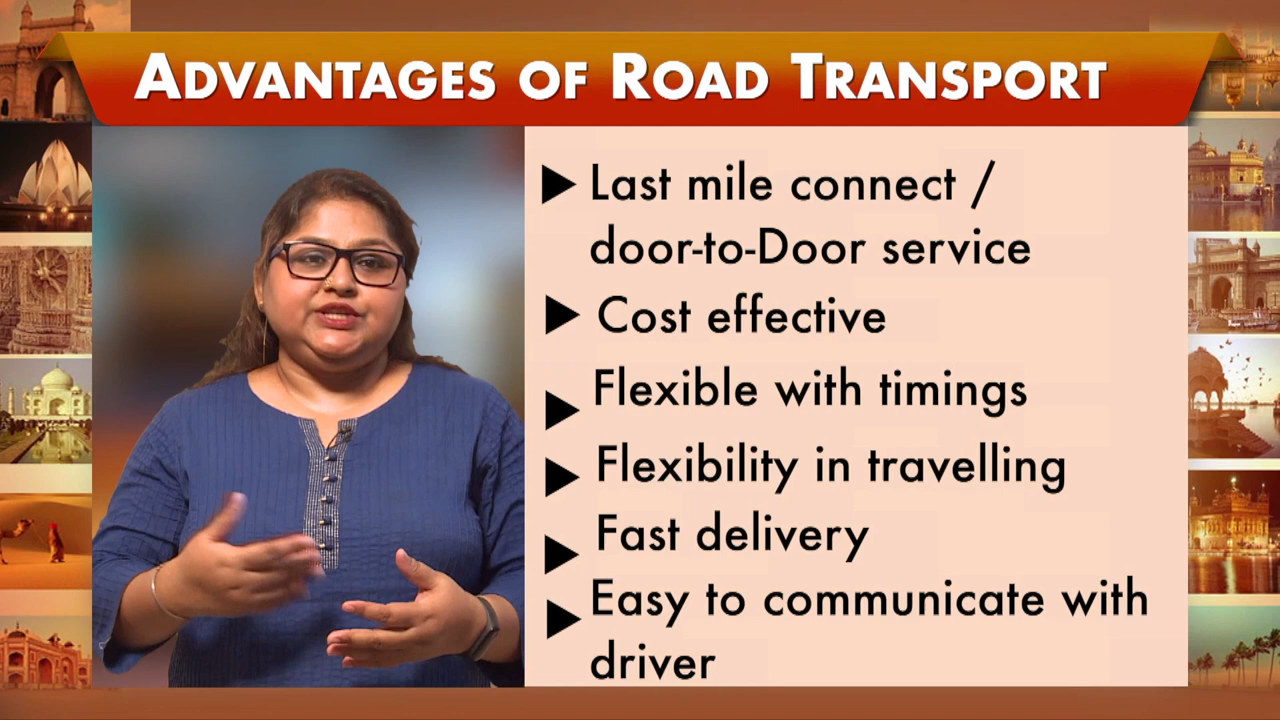 ADVANTAGES OF ROAD TRANSPORT
Last mile connect /
door-to-Door service
Cost effective
Flexible with timings
Flexibility in travelling
Fast delivery
Easy to communicate with
driver